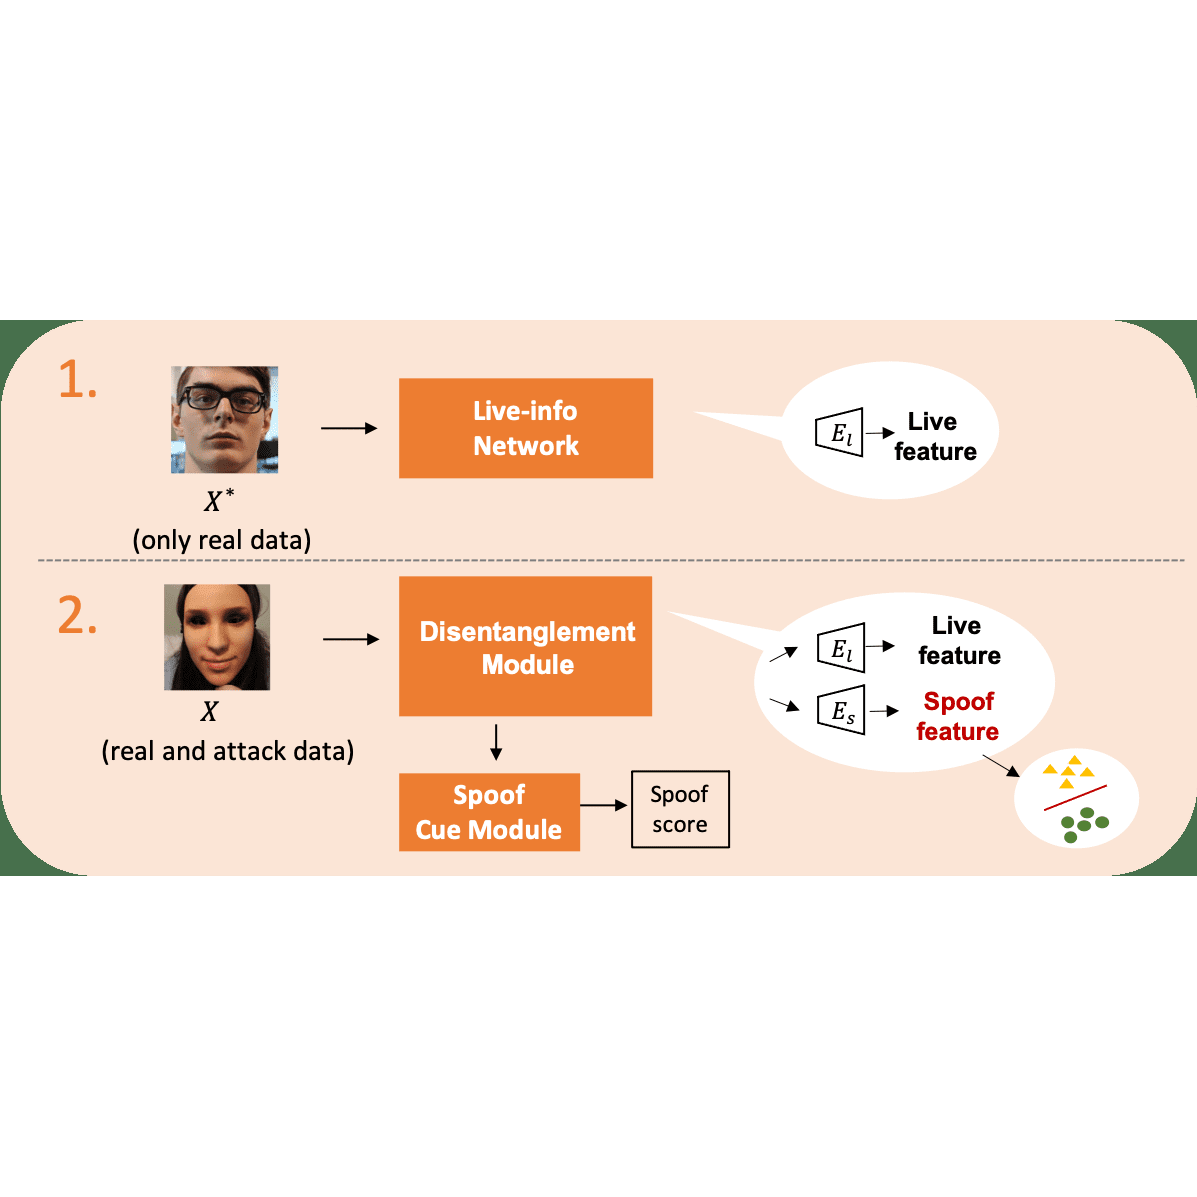 1.
Live-info
Network
E_l
Live
feature
X*
(only real data)
2.
Disentanglement
Module
E_l
Live
feature
E_s
Spoof
feature
X
(real and attack data)
Spoof
Cue Module
Spoof
score